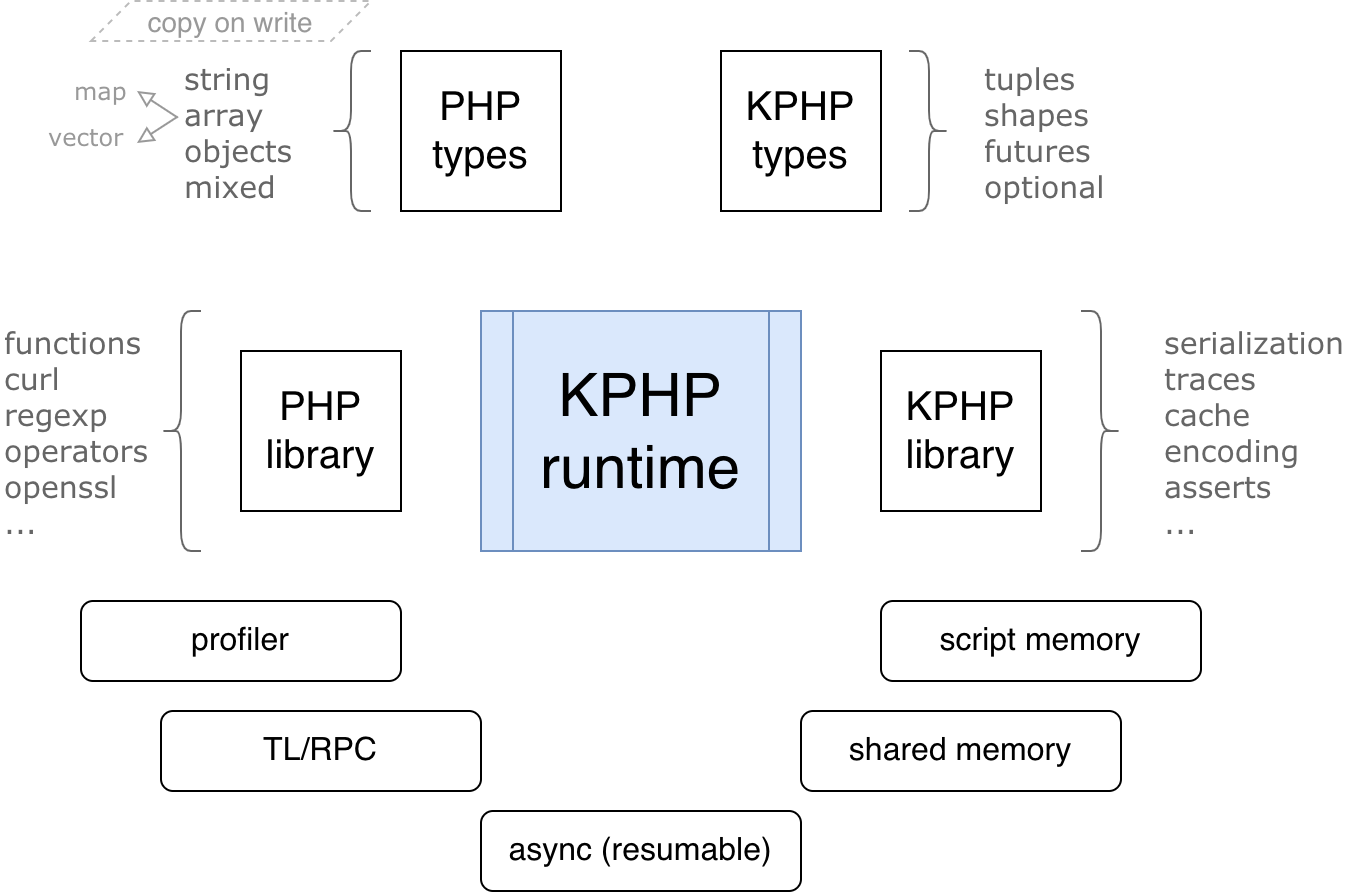 copy on write
map
vector
string
array
objects
mixed
PHP
types
KPHP
types
tuples
shapes
futures
optional
functions
curl
regexp
operators
openssl
...
PHP
library
KPHP
runtime
KPHP
library
serialization
traces
cache
encoding
asserts
...
profiler
script memory
TL/RPC
shared memory
async (resumable)